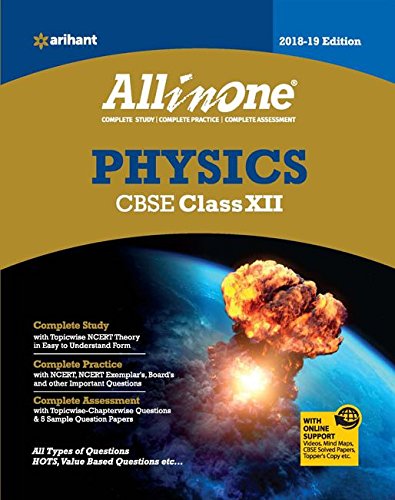 arihant
2018-19 Edition
All in One®
COMPLETE STUDY | COMPLETE PRACTICE | COMPLETE ASSESSMENT
PHYSICS
CBSE Class XII
Complete Study
with Topicwise NCERT Theory
in Easy to Understand Form
Complete Practice
with NCERT, NCERT Exemplar's, Board's
and other Important Questions
Complete Assessment
with Topicwise-Chapterwise Questions
& 5 Sample Question Papers
All Types of Questions
HOTS, Value Based Questions etc...
WITH
ONLINE
SUPPORT
Videos, Mind Maps,
CBSE Solved Papers,
Topper's Copy etc.